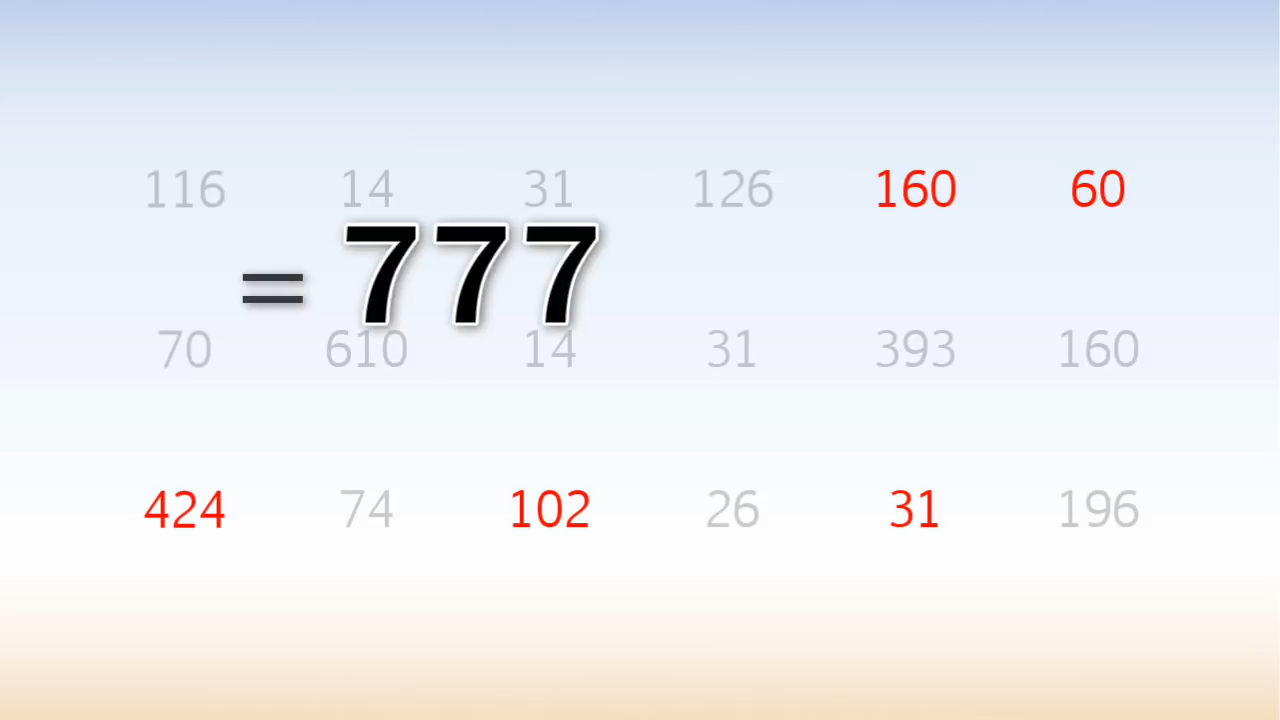 116 14 31 126 160 60
= 777
70 610 14 31 393 160
424 74 102 26 31 196